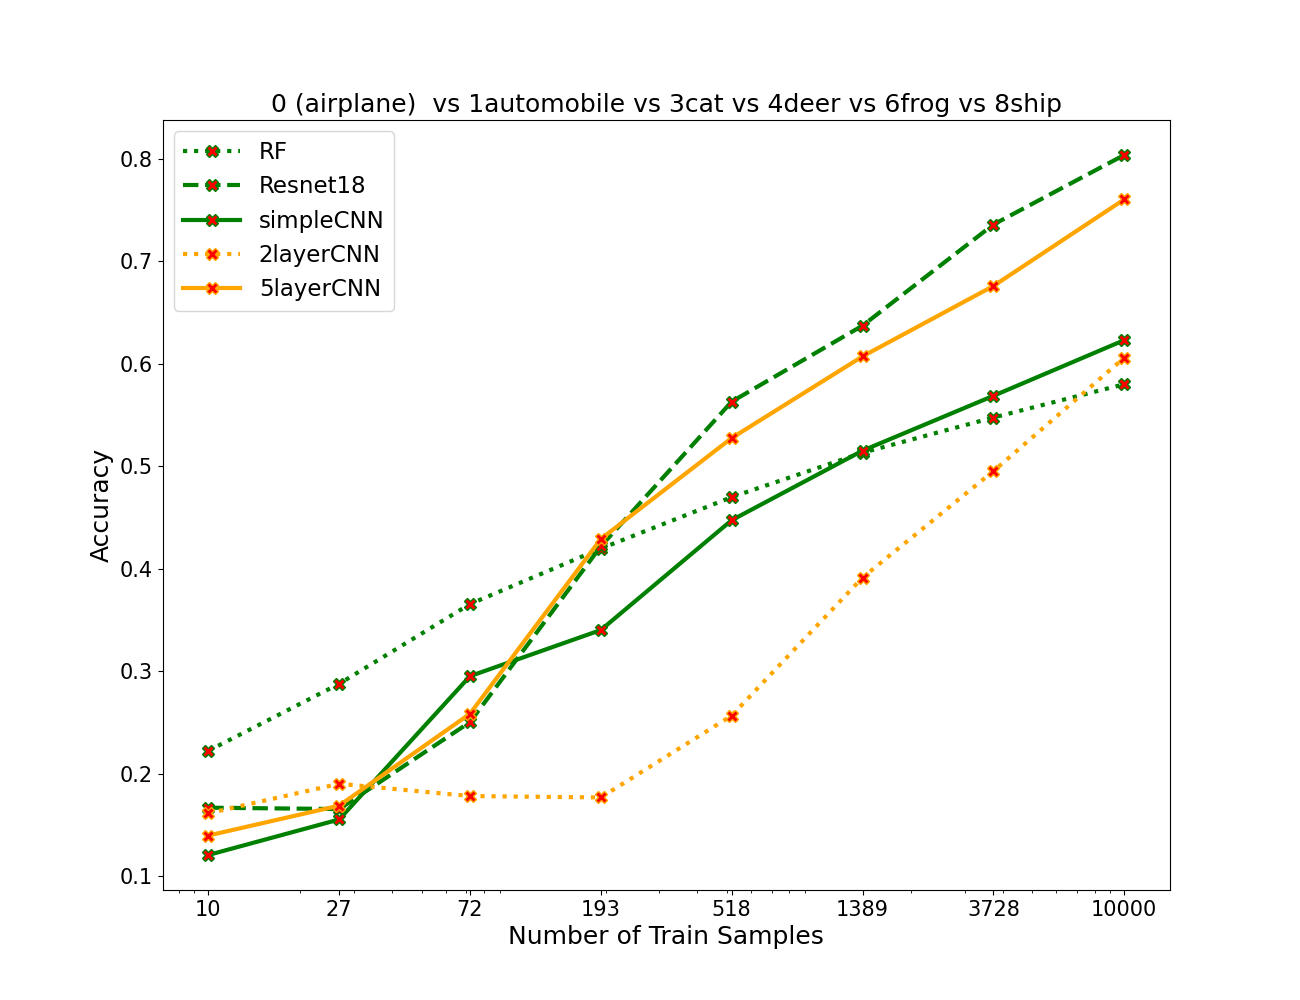 0 (airplane)  vs 1automobile vs 3cat vs 4deer vs 6frog vs 8ship
RF
Resnet18
simpleCNN
2layerCNN
5layerCNN
0.8
0.7
0.6
0.5
0.4
0.3
0.2
0.1
Accuracy
10 27 72 193 518 1389 3728 10000
Number of Train Samples